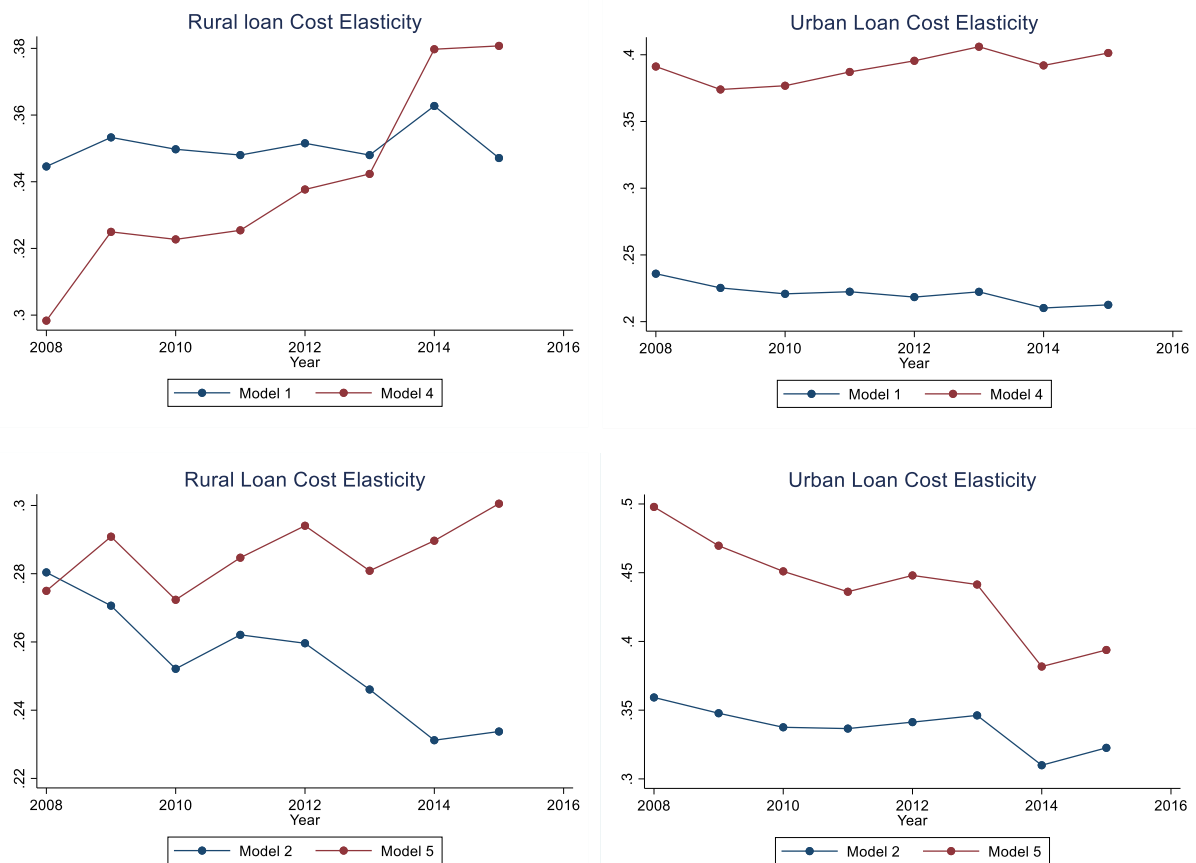 Rural loan Cost Elasticity
.38
.36
.34
.32
.3
2008
2010
2012
2014
2016
Year
Model 1
Model 4
Urban Loan Cost Elasticity
.4
.35
.3
.25
.2
2008
2010
2012
2014
2016
Year
Model 1
Model 4
Rural Loan Cost Elasticity
.3
.28
.26
.24
.22
2008
2010
2012
2014
2016
Year
Model 2
Model 5
Urban Loan Cost Elasticity
.5
.45
.4
.35
.3
2008
2010
2012
2014
2016
Year
Model 2
Model 5